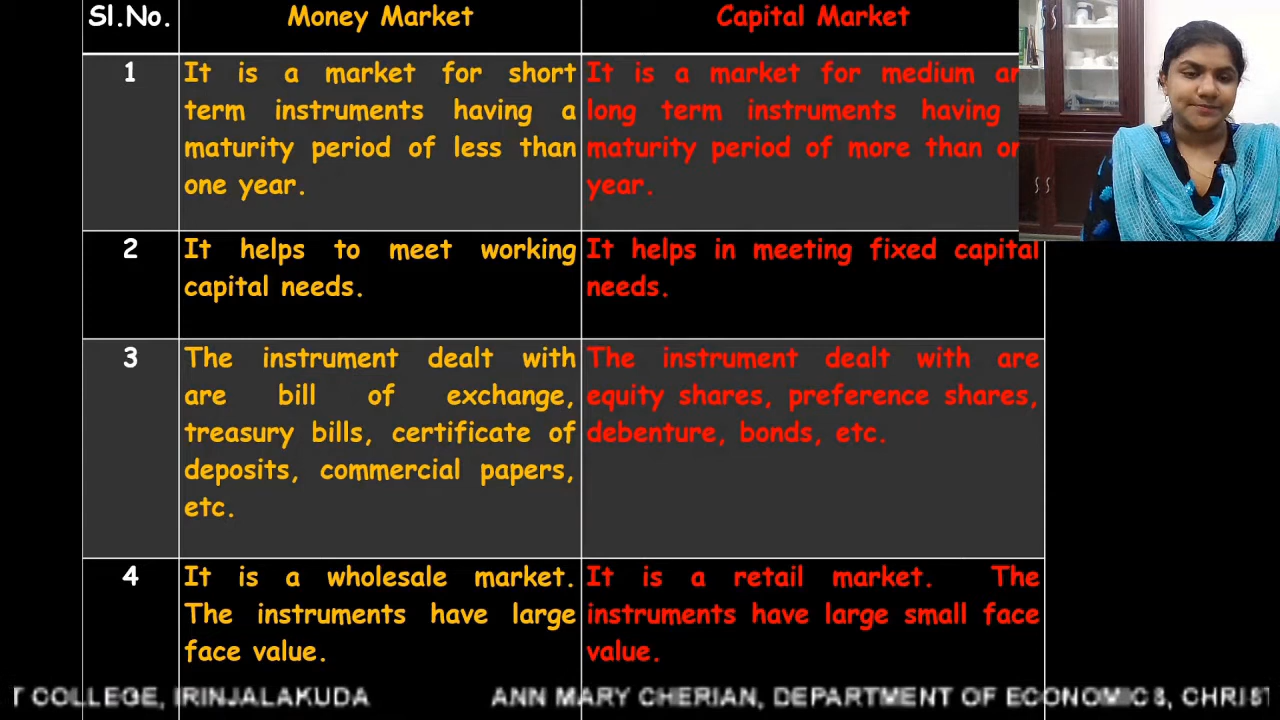 Sl.No. Money Market Capital Market
1 It is a market for short It is a market for medium
term instruments having a long term instruments having
maturity period of less than maturity period of more than
one year. year.
2 It helps to meet working It helps in meeting fixed capital
capital needs. needs.
3 The instrument dealt with The instrument dealt with are
are bill of exchange, equity shares, preference shares,
treasury bills, certificate of debenture, bonds, etc.
deposits, commercial papers,
etc.
4 It is a wholesale market. It is a retail market. The
The instruments have large instruments have large small face
face value. value.
T COLLEGE, IRINJALAKUDA ANN MARY CHERIAN, DEPARTMENT OF ECONOMICS, CHRIST